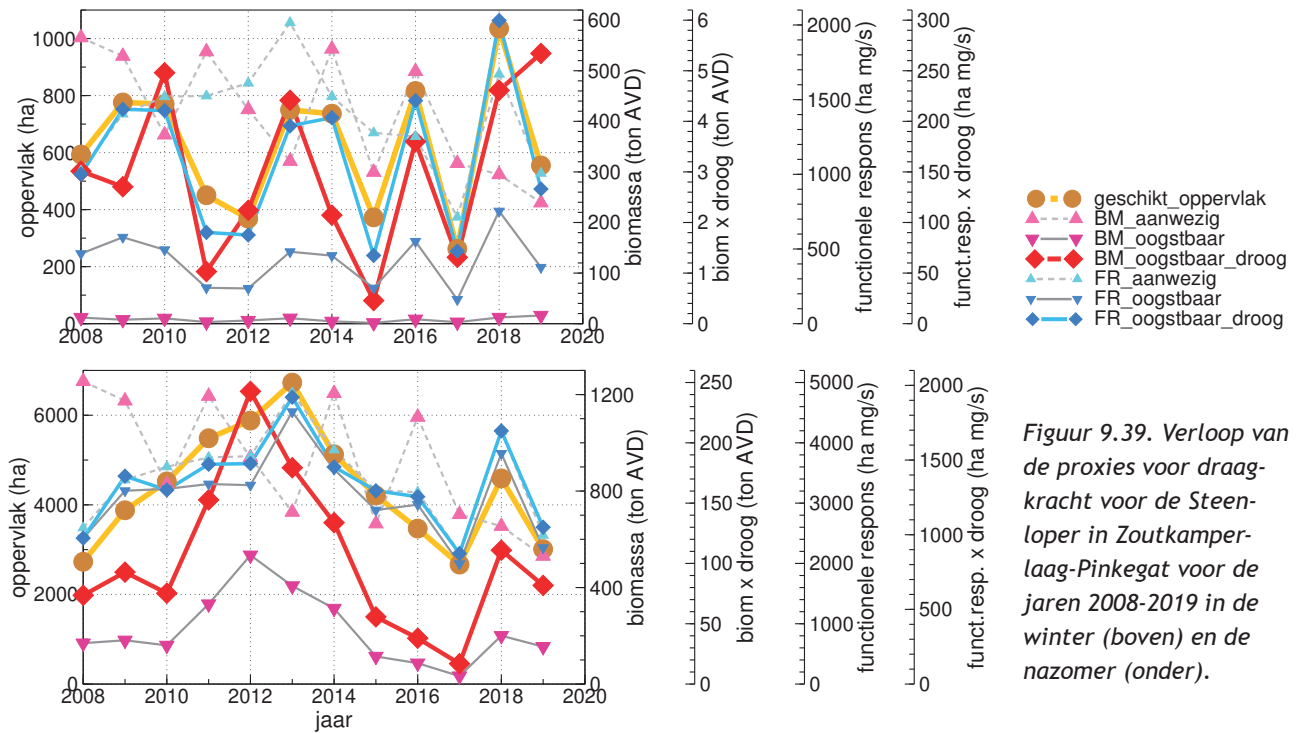 1000
800
600
400
200
0
oppervlak (ha)
2008
2010
2012
2014
2016
2018
2020
600
500
400
300
200
100
0
biomassa (ton AVD)
6
5
4
3
2
1
0
biom x droog (ton AVD)
2000
1500
1000
500
0
functionele respons (ha mg/s)
300
250
200
150
100
50
0
funct.resp. x droog (ha mg/s)
geschikt_oppervlak
BM_aanwezig
BM_oogstbaar
BM_oogstbaar_droog
FR_aanwezig
FR_oogstbaar
FR_oogstbaar_droog
6000
4000
2000
0
oppervlak (ha)
2008
2010
2012
2014
2016
2018
2020
jaar
1200
800
400
0
biomassa (ton AVD)
250
200
150
100
50
0
biom x droog (ton AVD)
5000
4000
3000
2000
1000
0
functionele respons (ha mg/s)
2000
1500
1000
500
0
funct.resp. x droog (ha mg/s)
Figuur 9.39. Verloop van
de proxies voor draag-
kracht voor de Steen-
loper in Zoutkamper-
laag-Pinkegat voor de
jaren 2008-2019 in de
winter (boven) en de
nazomer (onder).